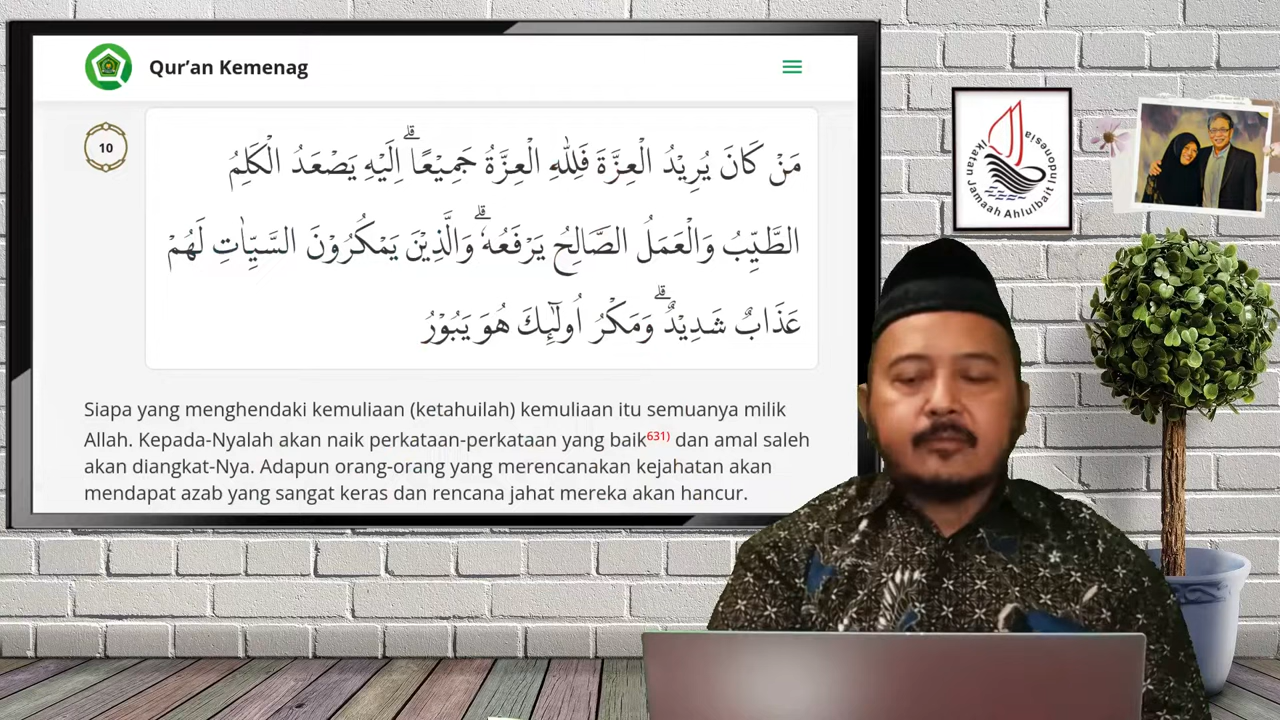 Qur'an Kemenag
10
مَنْ كَانَ يُرِيْدُ الْعِزَّةَ فَلِلّٰهِ الْعِزَّةُ جَمِيْعًاۗ اِلَيْهِ يَصْعَدُ الْكَلِمُ
الطَّيِّبُ وَالْعَمَلُ الصَّالِحُ يَرْفَعُهٗۗ وَالَّذِيْنَ يَمْكُرُوْنَ السَّيِّاٰتِ لَهُمْ
عَذَابٌ شَدِيْدٌۗ وَمَكْرُ اُولٰۤىِٕكَ هُوَ يَبُوْرُ
Siapa yang menghendaki kemuliaan (ketahuilah) kemuliaan itu semuanya milik
Allah. Kepada-Nyalah akan naik perkataan-perkataan yang baik631) dan amal saleh
akan diangkat-Nya. Adapun orang-orang yang merencanakan kejahatan akan
mendapat azab yang sangat keras dan rencana jahat mereka akan hancur.
Ikatan Jamaah Ahlulbait Indonesia